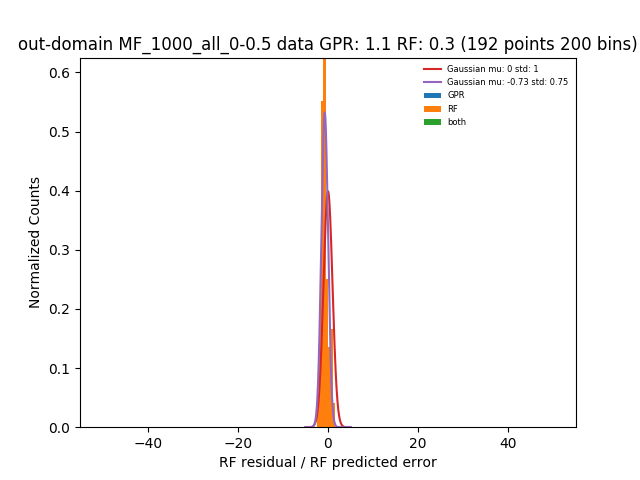 out-domain MF_1000_all_0-0.5 data GPR: 1.1 RF: 0.3 (192 points 200 bins)
Gaussian mu: 0 std: 1
Gaussian mu: -0.73 std: 0.75
GPR
RF
both
Normalized Counts
0.6
0.5
0.4
0.3
0.2
0.1
0.0
−40
−20
0
20
40
RF residual / RF predicted error